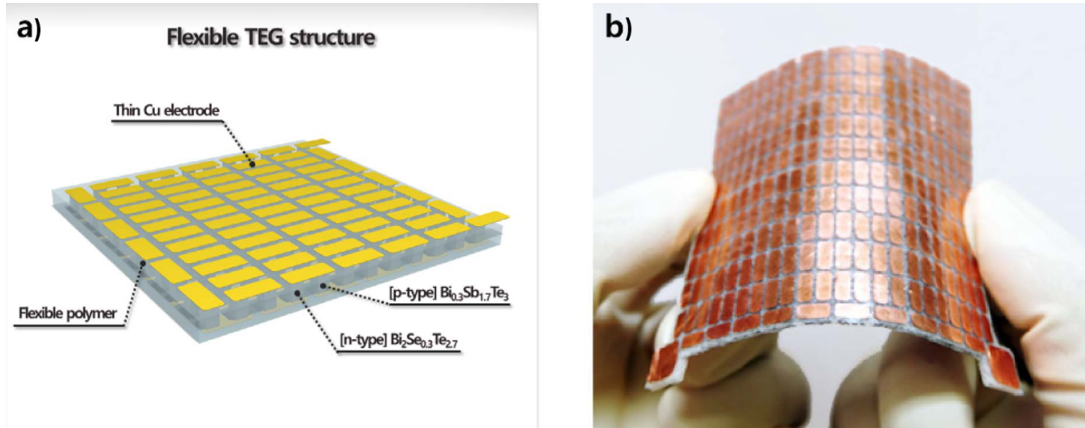 a)
Flexible TEG structure
Thin Cu electrode
[p-type] Bi₀.₃Sb₁.₇Te₃
Flexible polymer
[n-type] Bi₂Se₀.₃Te₂.₇
b)